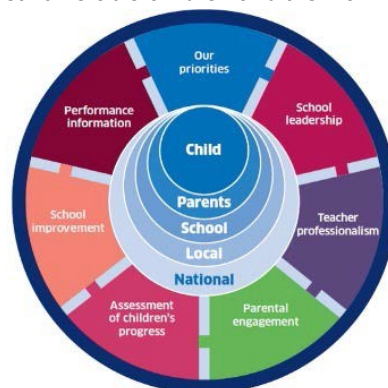 Our
priorities
School
leadership
Teacher
professionalism
Parental
engagement
Assessment
of children's
progress
School
improvement
Performance
information
Child
Parents
School
Local
National